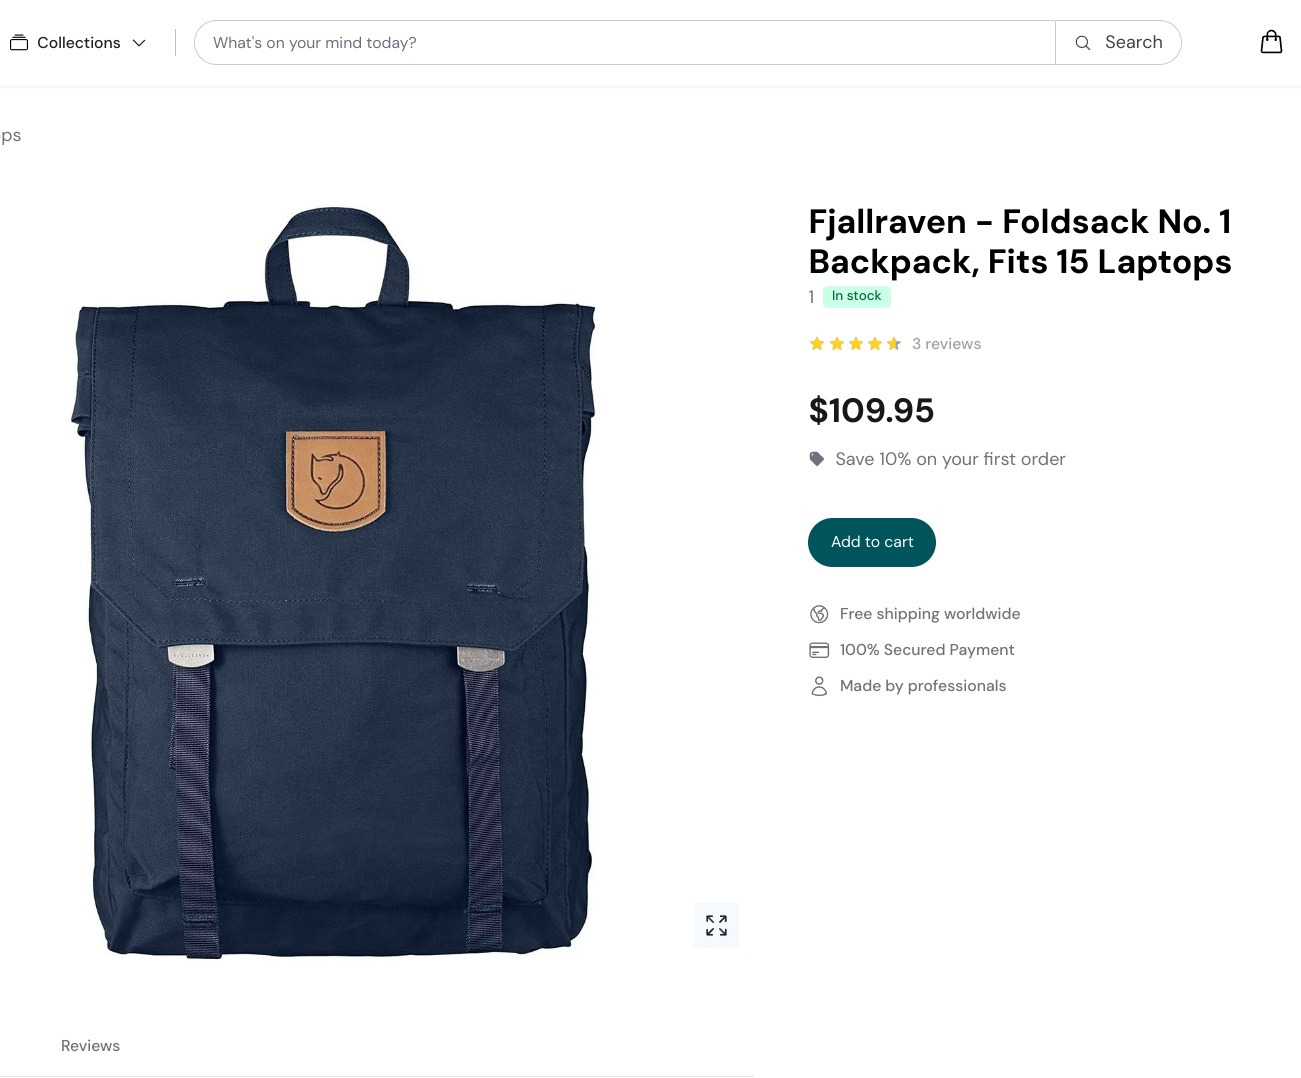 Collections
What's on your mind today?
Search
ps
Fjallraven - Foldsack No. 1
Backpack, Fits 15 Laptops
1 In stock
3 reviews
$109.95
Save 10% on your first order
Add to cart
Free shipping worldwide
100% Secured Payment
Made by professionals
Reviews